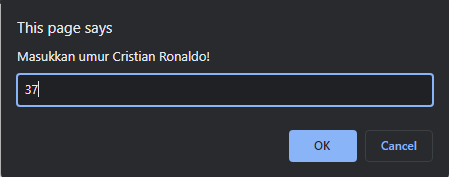 This page says
Masukkan umur Cristian Ronaldo!
37
OK
Cancel